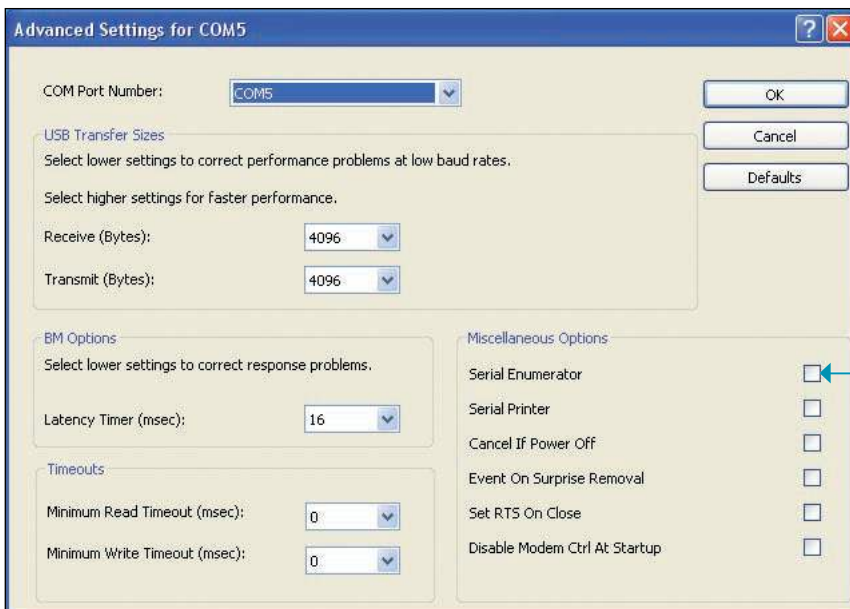 Advanced Settings for COM5
COM Port Number:
COM5
OK
Cancel
Defaults
USB Transfer Sizes
Select lower settings to correct performance problems at low baud rates.
Select higher settings for faster performance.
Receive (Bytes):
4096
Transmit (Bytes):
4096
BM Options
Select lower settings to correct response problems.
Latency Timer (msec):
16
Timeouts
Minimum Read Timeout (msec):
0
Minimum Write Timeout (msec):
0
Miscellaneous Options
Serial Enumerator
Serial Printer
Cancel If Power Off
Event On Surprise Removal
Set RTS On Close
Disable Modem Ctrl At Startup